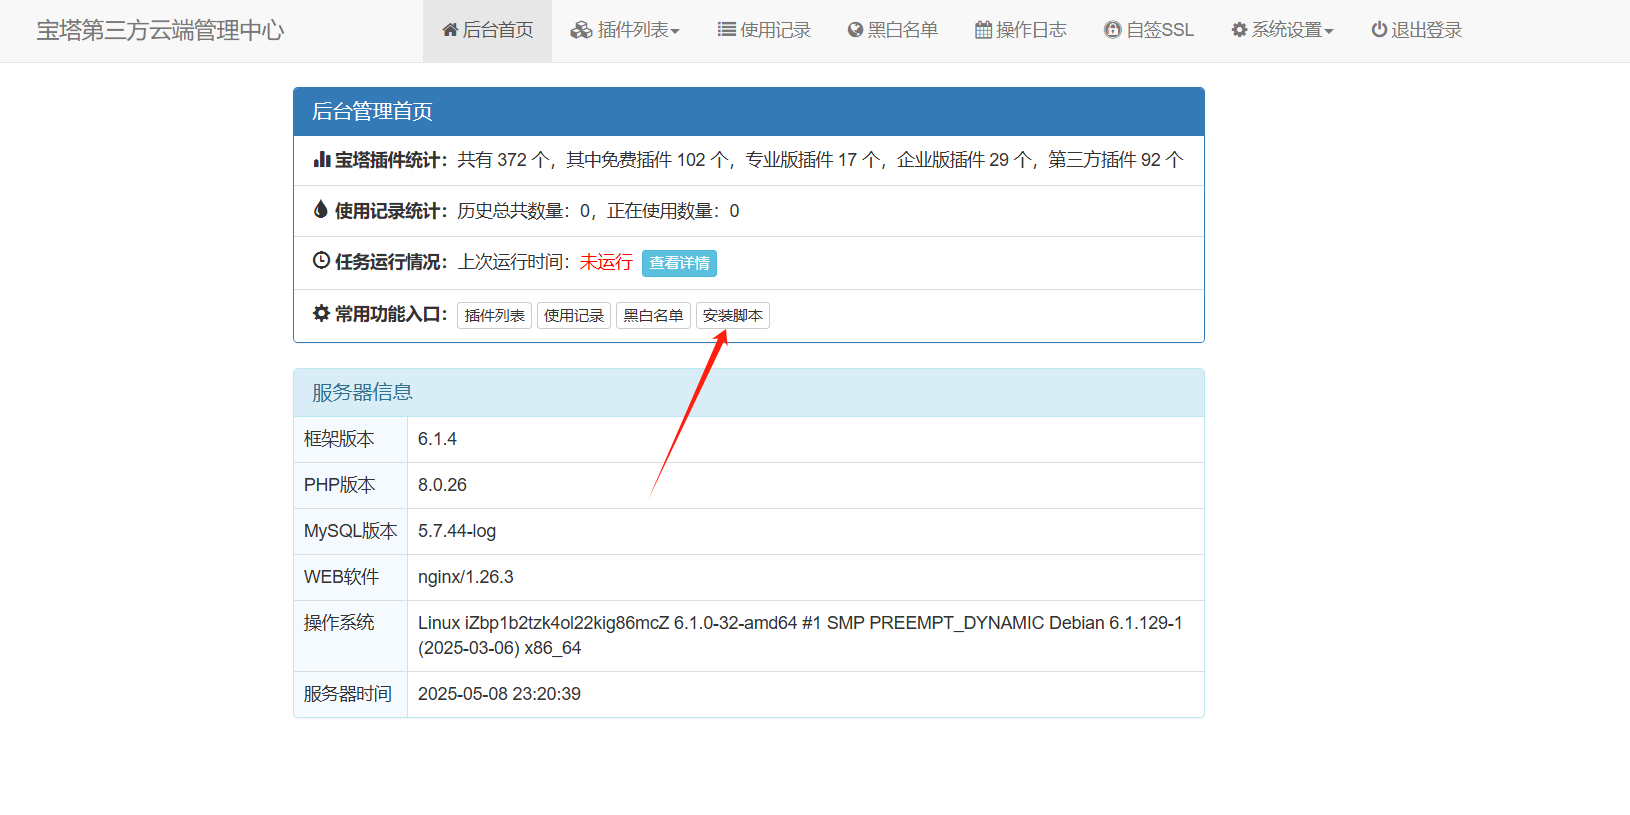 宝塔第三方云端管理中心
后台首页
插件列表
使用记录
黑白名单
操作日志
自签SSL
系统设置
退出登录
后台管理首页
宝塔插件统计：共有 372 个，其中免费插件 102 个，专业版插件 17 个，企业版插件 29 个，第三方插件 92 个
使用记录统计：历史总共数量：0，正在使用数量：0
任务运行情况：上次运行时间：未运行 查看详情
常用功能入口： 插件列表 使用记录 黑白名单 安装脚本
服务器信息
框架版本 6.1.4
PHP版本 8.0.26
MySQL版本 5.7.44-log
WEB软件 nginx/1.26.3
操作系统 Linux iZbp1b2tzk4ol22kig86mcZ 6.1.0-32-amd64 #1 SMP PREEMPT_DYNAMIC Debian 6.1.129-1
(2025-03-06) x86_64
服务器时间 2025-05-08 23:20:39